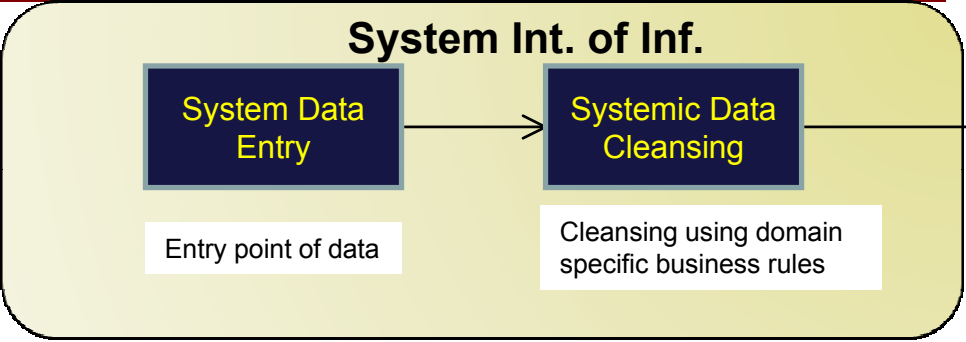 System Int. of Inf.
System Data
Entry
Systemic Data
Cleansing
Entry point of data
Cleansing using domain
specific business rules